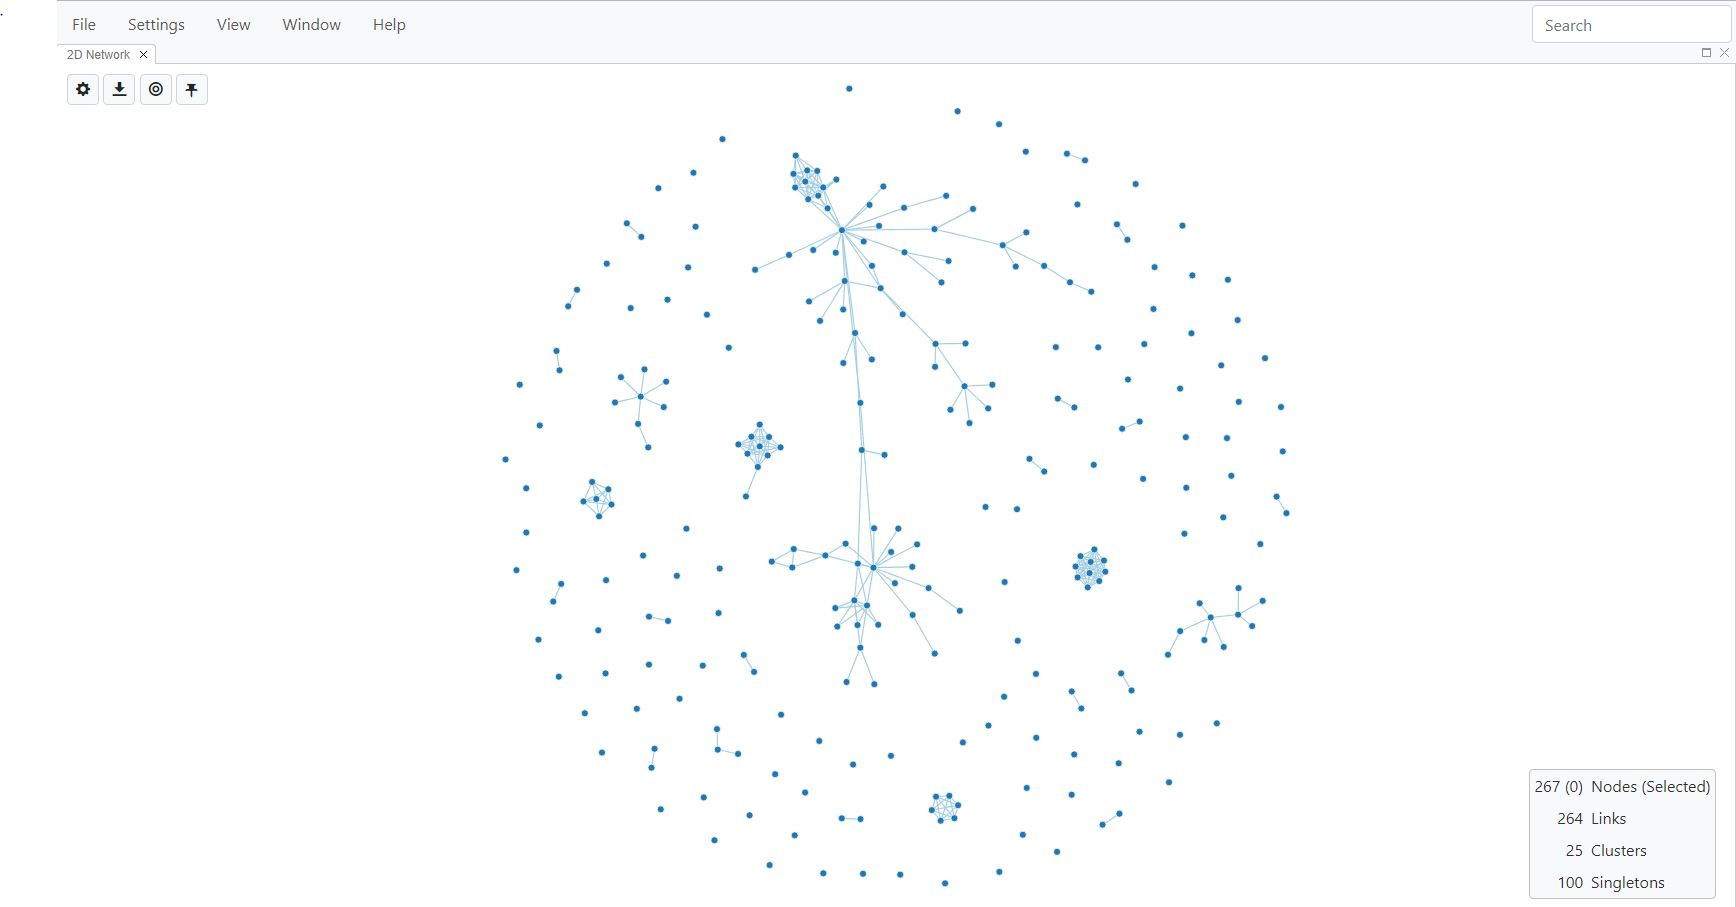 File Settings View Window Help Search
2D Network
267 (0) Nodes (Selected)
264 Links
25 Clusters
100 Singletons